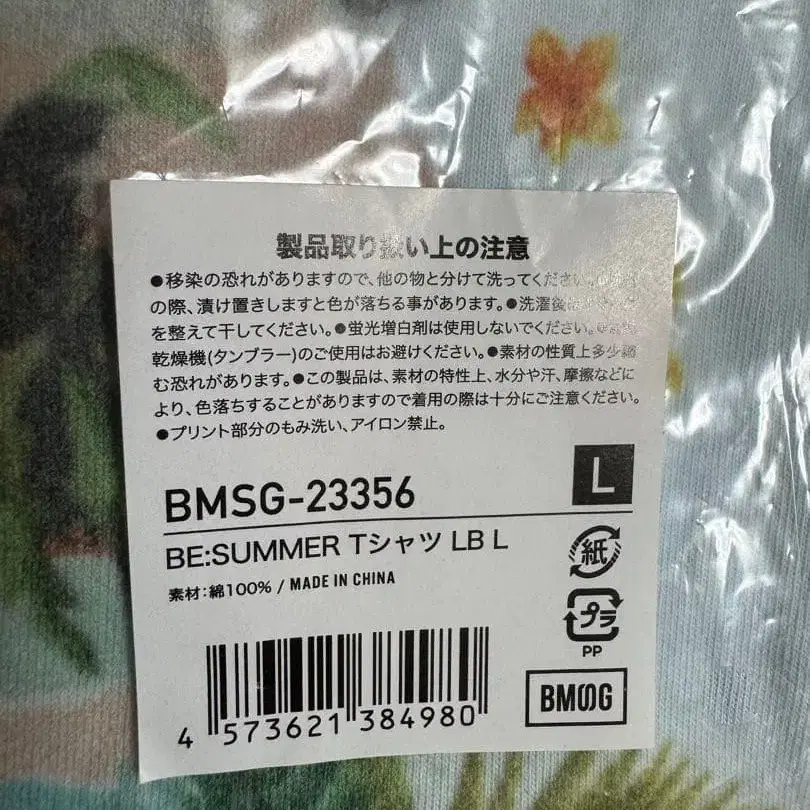 製品取り扱い上の注意
●移染の恐れがありますので、他の物と分けて洗ってください。
の際、漬け置きしますと色が落ちる事があります。●洗濯後は
を整えて干してください。●蛍光増白剤は使用しないでください。●
乾燥機(タンブラー)のご使用はお避けください。●素材の性質上多少縮
む恐れがあります。●この製品は、素材の特性上、水分や汗、摩擦などに
より、色落ちすることがありますので着用の際は十分にご注意ください。
●プリント部分のもみ洗い、アイロン禁止。
BMSG-23356
L
BE:SUMMER Tシャツ LB L
素材:綿100% / MADE IN CHINA
紙
プラ
PP
BMSG
4 573621 384980